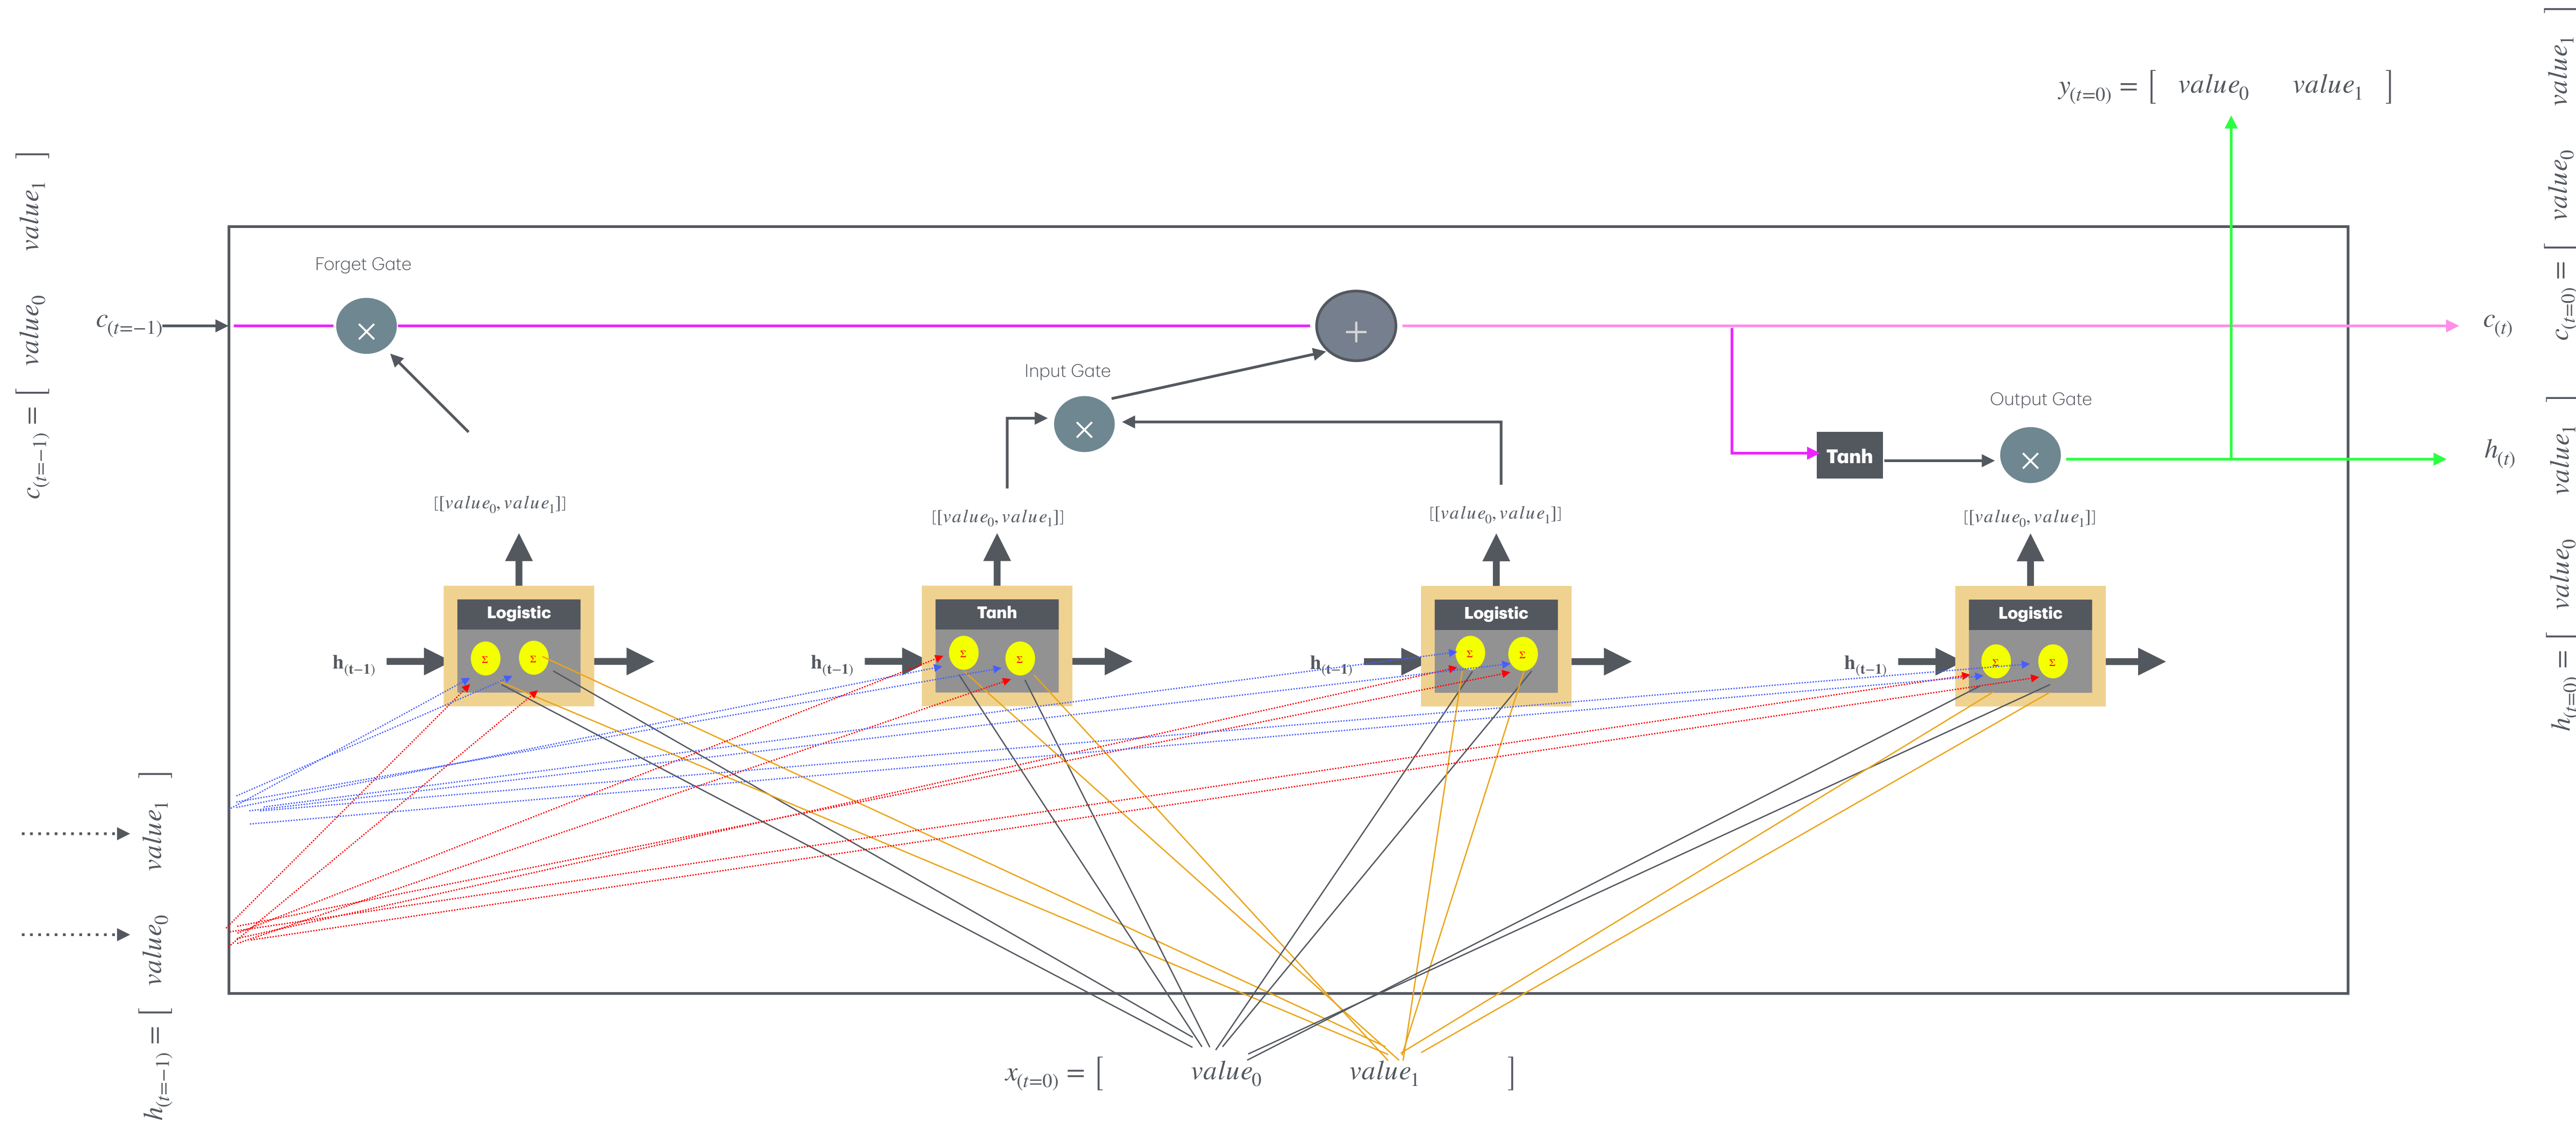 y(t=0) = [ value0 value1 ]
c(t=−1) = [ value0 value1 ]
c(t=0) = [ value0 value1 ]
Forget Gate
c(t=−1)
×
+
c(t)
Input Gate
×
Output Gate
Tanh
×
h(t)
h(t=0) = [ value0 value1 ]
[[value0, value1]]
[[value0, value1]]
[[value0, value1]]
[[value0, value1]]
Logistic
Tanh
Logistic
Logistic
h(t−1)
Σ Σ
h(t−1)
Σ Σ
h(t−1)
Σ Σ
h(t−1)
Σ Σ
h(t=−1) = [ value0 value1 ]
x(t=0) = [ value0 value1 ]